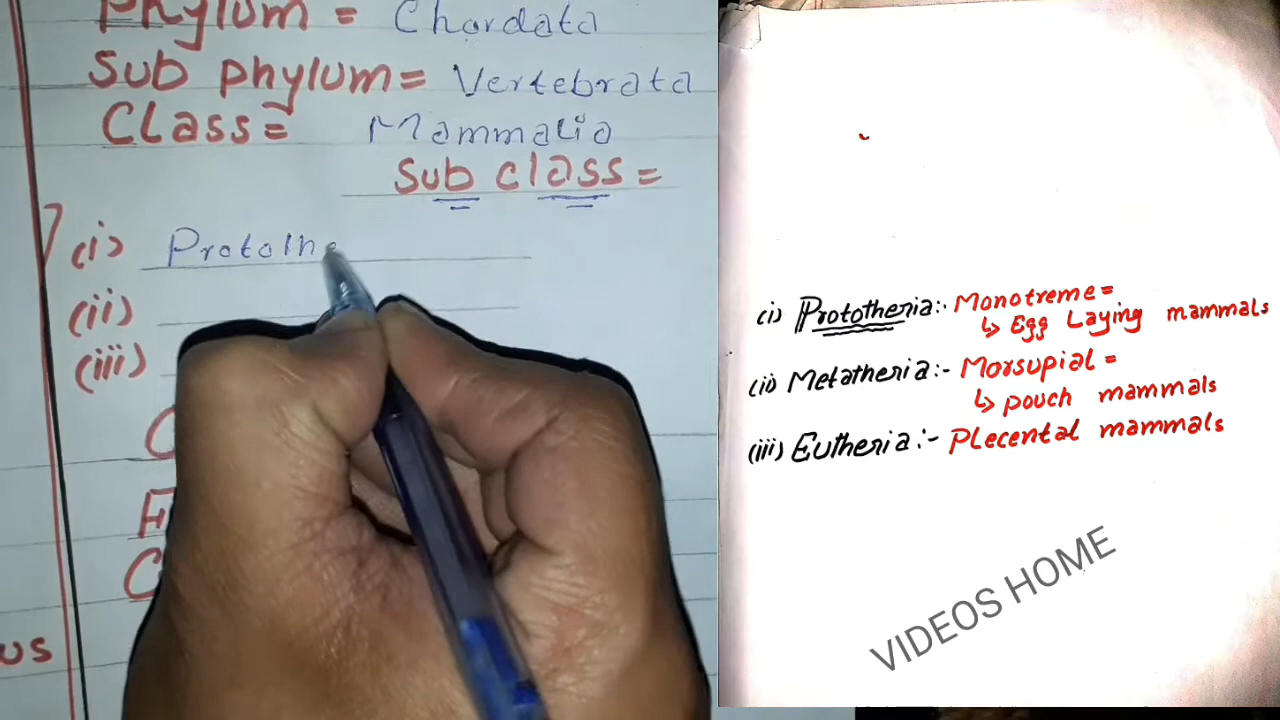 Phylum = Chordata
Sub phylum = Vertebrata
Class = Mammalia
Sub class =
(i) Protothe
(ii)
(iii)
C
F
C
us
(i) Prototheria:- Monotreme =
↳ Egg Laying mammals
(ii) Metatheria:- Morsupial =
↳ pouch mammals
(iii) Eutheria:- Plecental mammals
VIDEOS HOME